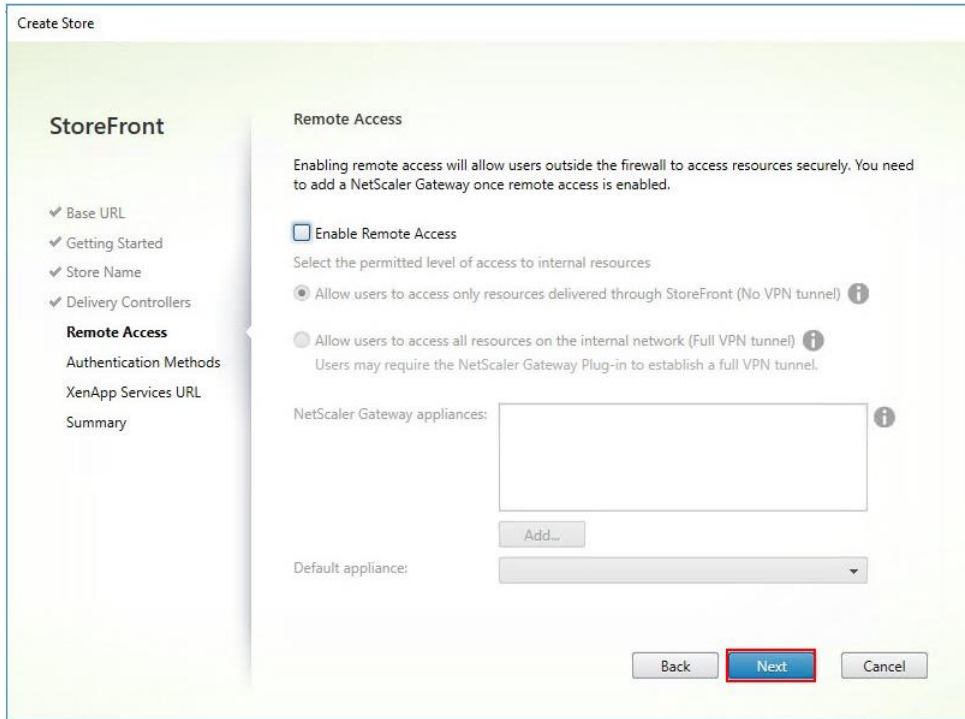 Create Store
StoreFront
Base URL
Getting Started
Store Name
Delivery Controllers
Remote Access
Authentication Methods
XenApp Services URL
Summary
Remote Access
Enabling remote access will allow users outside the firewall to access resources securely. You need
to add a NetScaler Gateway once remote access is enabled.
Enable Remote Access
Select the permitted level of access to internal resources
Allow users to access only resources delivered through StoreFront (No VPN tunnel)
Allow users to access all resources on the internal network (Full VPN tunnel)
Users may require the NetScaler Gateway Plug-in to establish a full VPN tunnel.
NetScaler Gateway appliances:
Add...
Default appliance:
Back
Next
Cancel